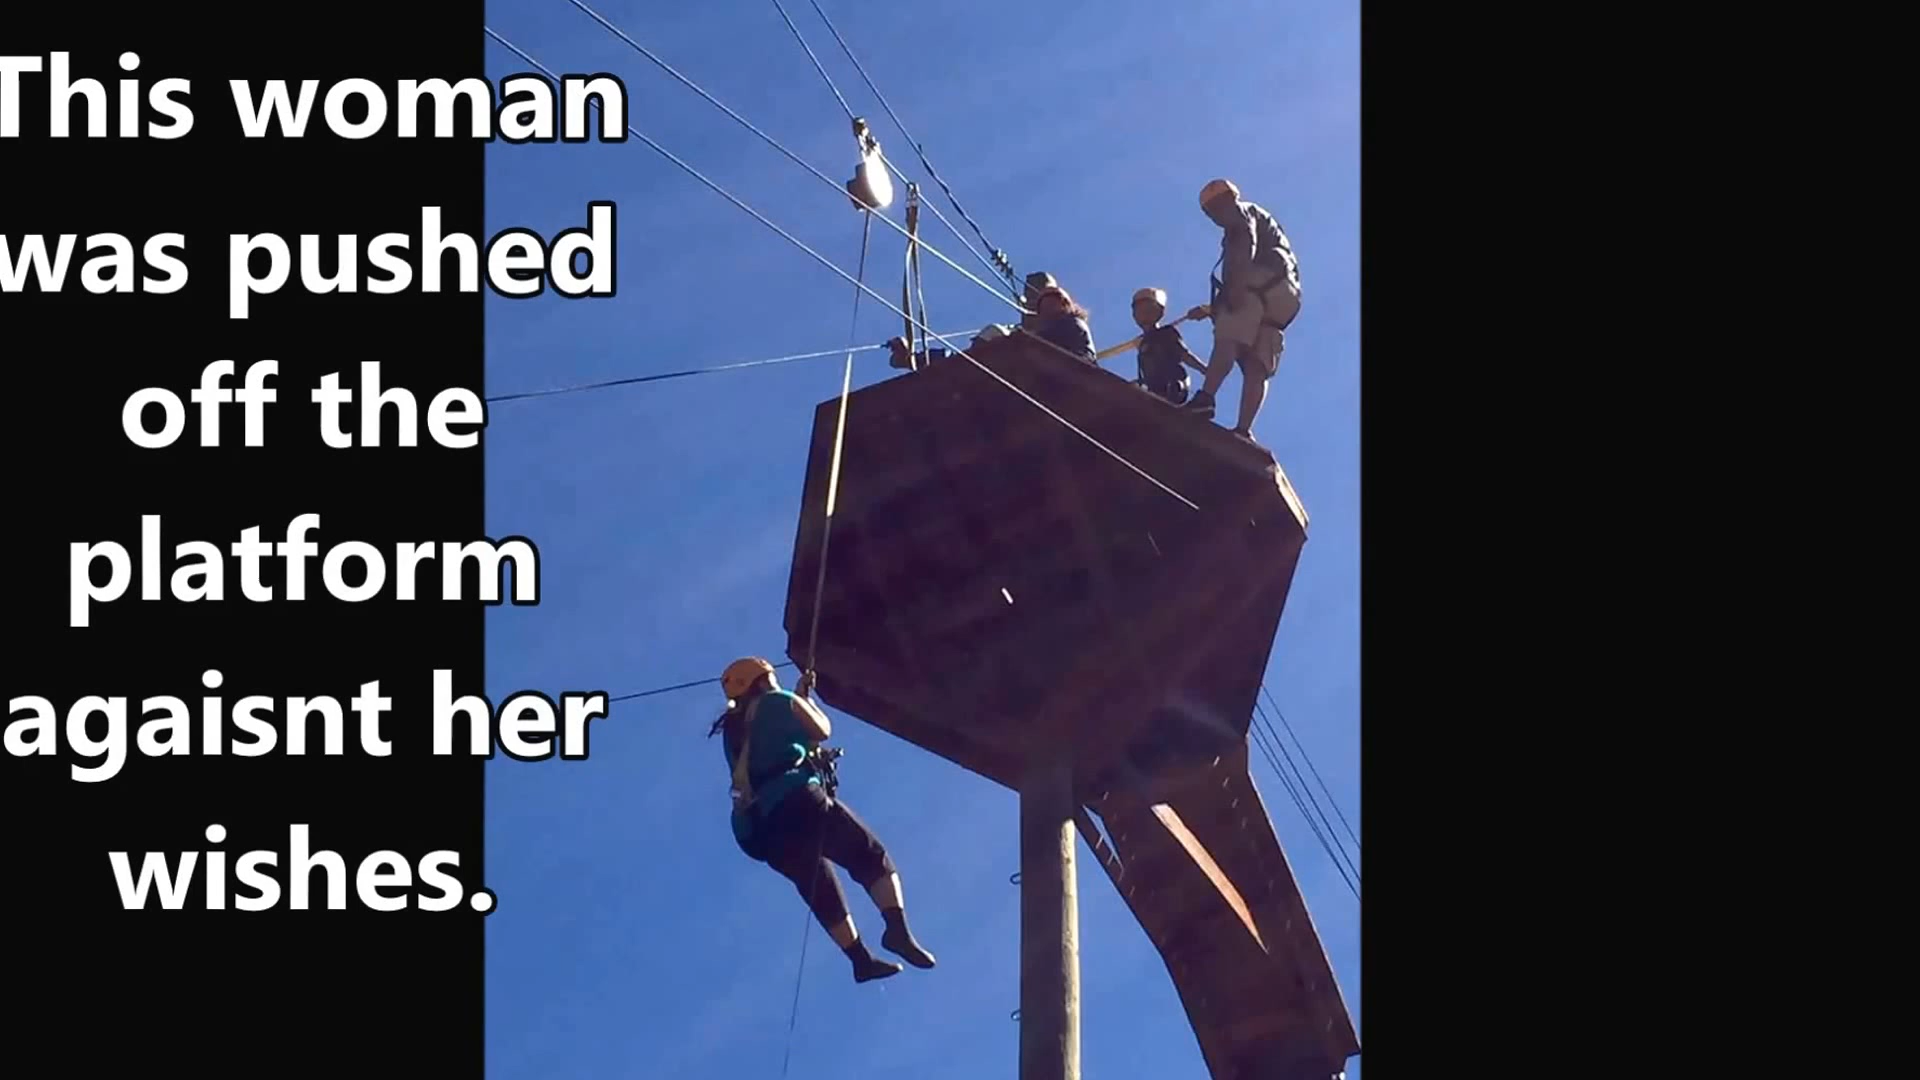 This woman
was pushed
off the
platform
agaisnt her
wishes.